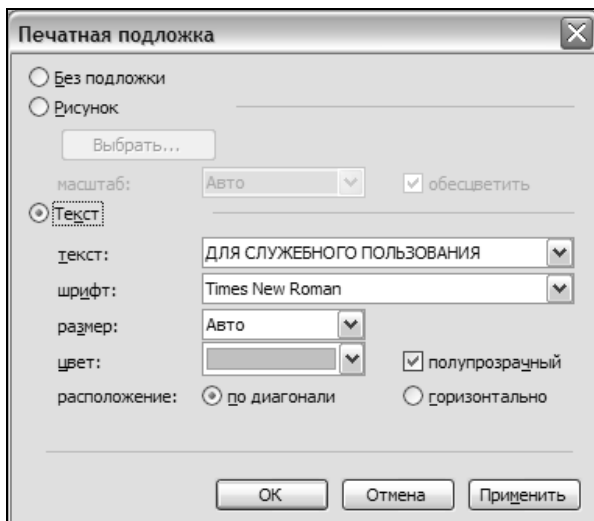 Печатная подложка
Без подложки
Рисунок
Выбрать...
масштаб: Авто обесцветить
Текст
текст: ДЛЯ СЛУЖЕБНОГО ПОЛЬЗОВАНИЯ
шрифт: Times New Roman
размер: Авто
цвет: полупрозрачный
расположение: по диагонали горизонтально
ОК Отмена Применить